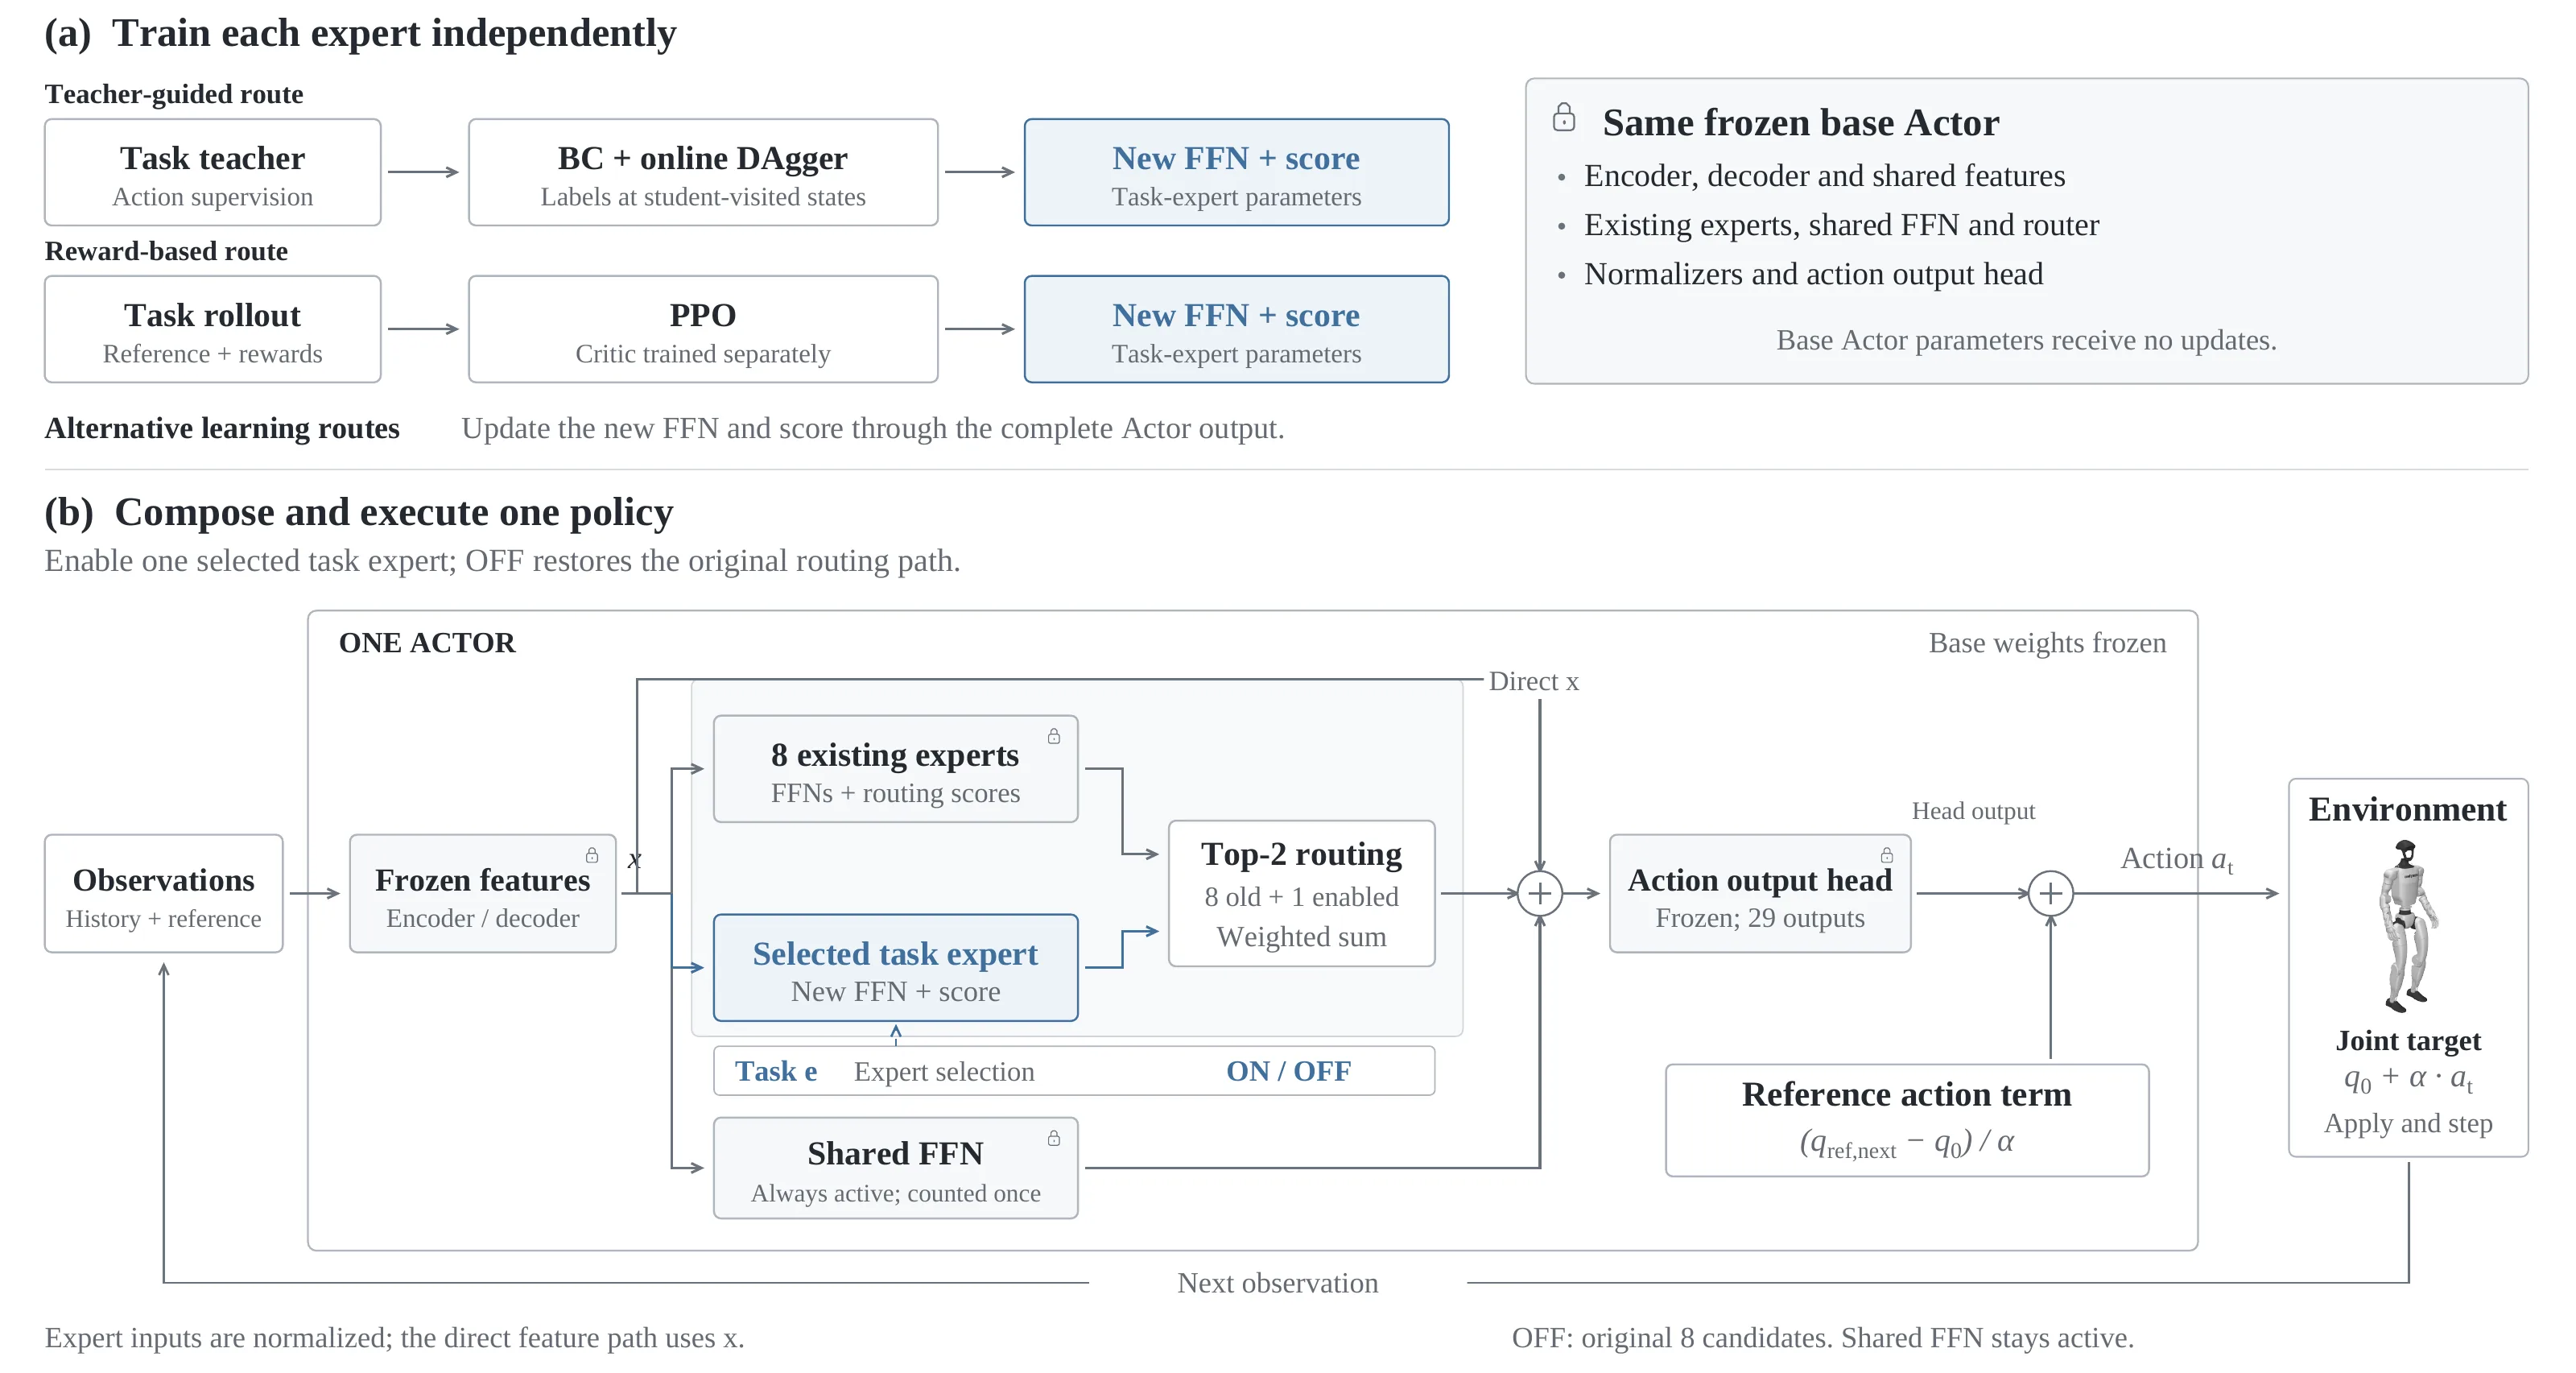 (a) Train each expert independently
Teacher-guided route
Task teacher
Action supervision
BC + online DAgger
Labels at student-visited states
New FFN + score
Task-expert parameters
Reward-based route
Task rollout
Reference + rewards
PPO
Critic trained separately
New FFN + score
Task-expert parameters
Alternative learning routes
Update the new FFN and score through the complete Actor output.
Same frozen base Actor
• Encoder, decoder and shared features
• Existing experts, shared FFN and router
• Normalizers and action output head
Base Actor parameters receive no updates.
(b) Compose and execute one policy
Enable one selected task expert; OFF restores the original routing path.
ONE ACTOR
Base weights frozen
Direct x
Observations
History + reference
Frozen features
Encoder / decoder
x
8 existing experts
FFNs + routing scores
Selected task expert
New FFN + score
Top-2 routing
8 old + 1 enabled
Weighted sum
Task e Expert selection ON / OFF
Shared FFN
Always active; counted once
Action output head
Frozen; 29 outputs
Head output
Reference action term
(q_ref,next − q_0) / α
Action a_t
Environment
Joint target
q_0 + α · a_t
Apply and step
Next observation
Expert inputs are normalized; the direct feature path uses x.
OFF: original 8 candidates. Shared FFN stays active.